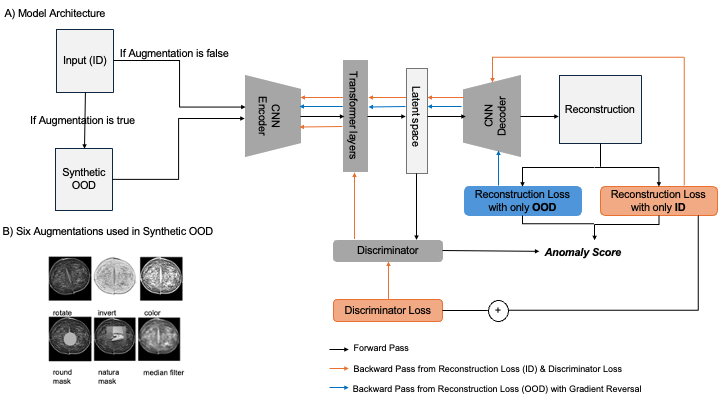 A) Model Architecture
Input (ID)
If Augmentation is false
If Augmentation is true
Synthetic
OOD
CNN
Encoder
Transformer layers
Latent space
CNN
Decoder
Reconstruction
Reconstruction Loss
with only OOD
Reconstruction Loss
with only ID
Discriminator
Anomaly Score
Discriminator Loss
+
B) Six Augmentations used in Synthetic OOD
rotate
invert
color
round
mask
natura
mask
median filter
Forward Pass
Backward Pass from Reconstruction Loss (ID) & Discriminator Loss
Backward Pass from Reconstruction Loss (OOD) with Gradient Reversal